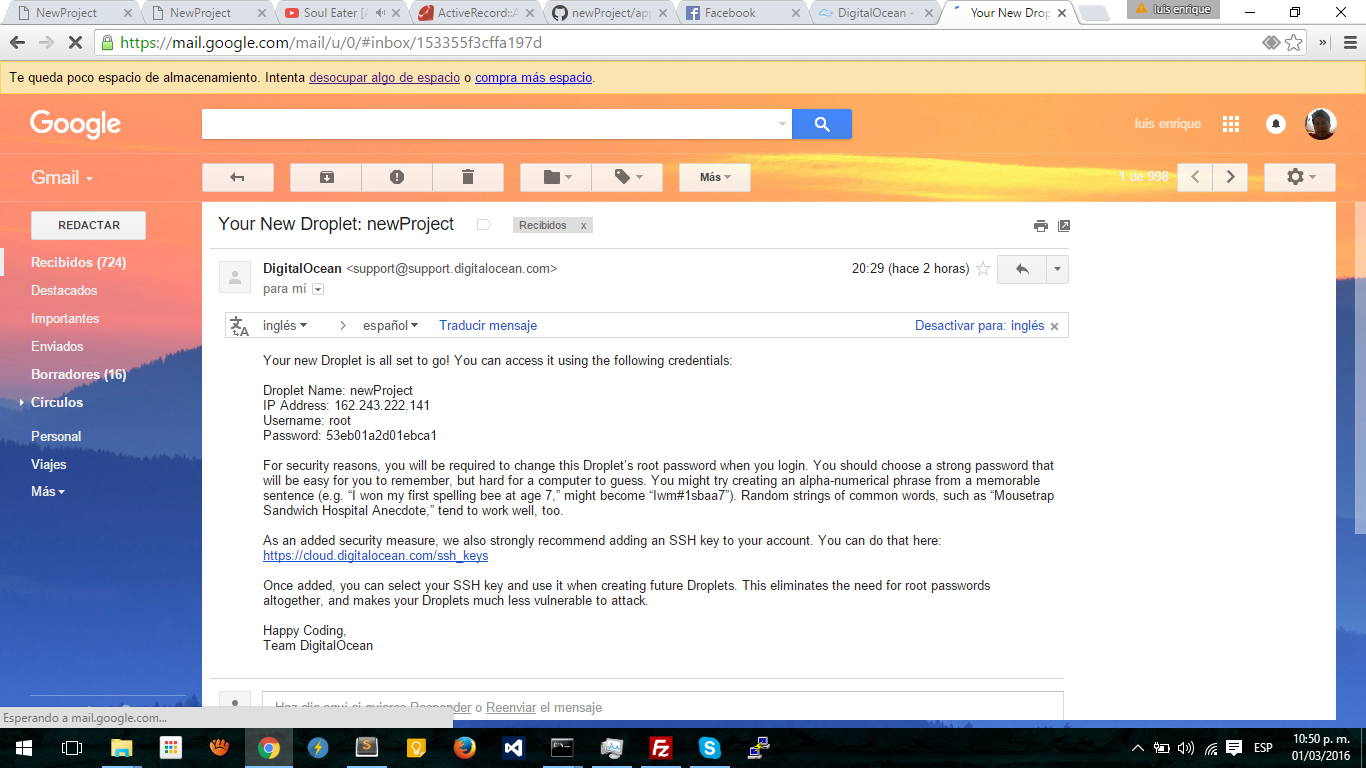 NewProject
NewProject
Soul Eater [A
ActiveRecord::A
newProject/app
Facebook
DigitalOcean -
Your New Drop
luis enrique
https://mail.google.com/mail/u/0/#inbox/153355f3cffa197d
Te queda poco espacio de almacenamiento. Intenta desocupar algo de espacio o compra más espacio.
Google
luis enrique
Gmail
Más
1 de 998
REDACTAR
Recibidos (724)
Destacados
Importantes
Enviados
Borradores (16)
Círculos
Personal
Viajes
Más
Your New Droplet: newProject
Recibidos x
DigitalOcean <support@support.digitalocean.com>
20:29 (hace 2 horas)
para mí
inglés > español Traducir mensaje
Desactivar para: inglés x
Your new Droplet is all set to go! You can access it using the following credentials:
Droplet Name: newProject
IP Address: 162.243.222.141
Username: root
Password: 53eb01a2d01ebca1
For security reasons, you will be required to change this Droplet's root password when you login. You should choose a strong password that
will be easy for you to remember, but hard for a computer to guess. You might try creating an alpha-numerical phrase from a memorable
sentence (e.g. “I won my first spelling bee at age 7,” might become “Iwm#1sbaa7”). Random strings of common words, such as “Mousetrap
Sandwich Hospital Anecdote,” tend to work well, too.
As an added security measure, we also strongly recommend adding an SSH key to your account. You can do that here:
https://cloud.digitalocean.com/ssh_keys
Once added, you can select your SSH key and use it when creating future Droplets. This eliminates the need for root passwords
altogether, and makes your Droplets much less vulnerable to attack.
Happy Coding,
Team DigitalOcean
Haz clic aquí si quieres Responder o Reenviar el mensaje
Esperando a mail.google.com...
ESP
10:50 p. m.
01/03/2016